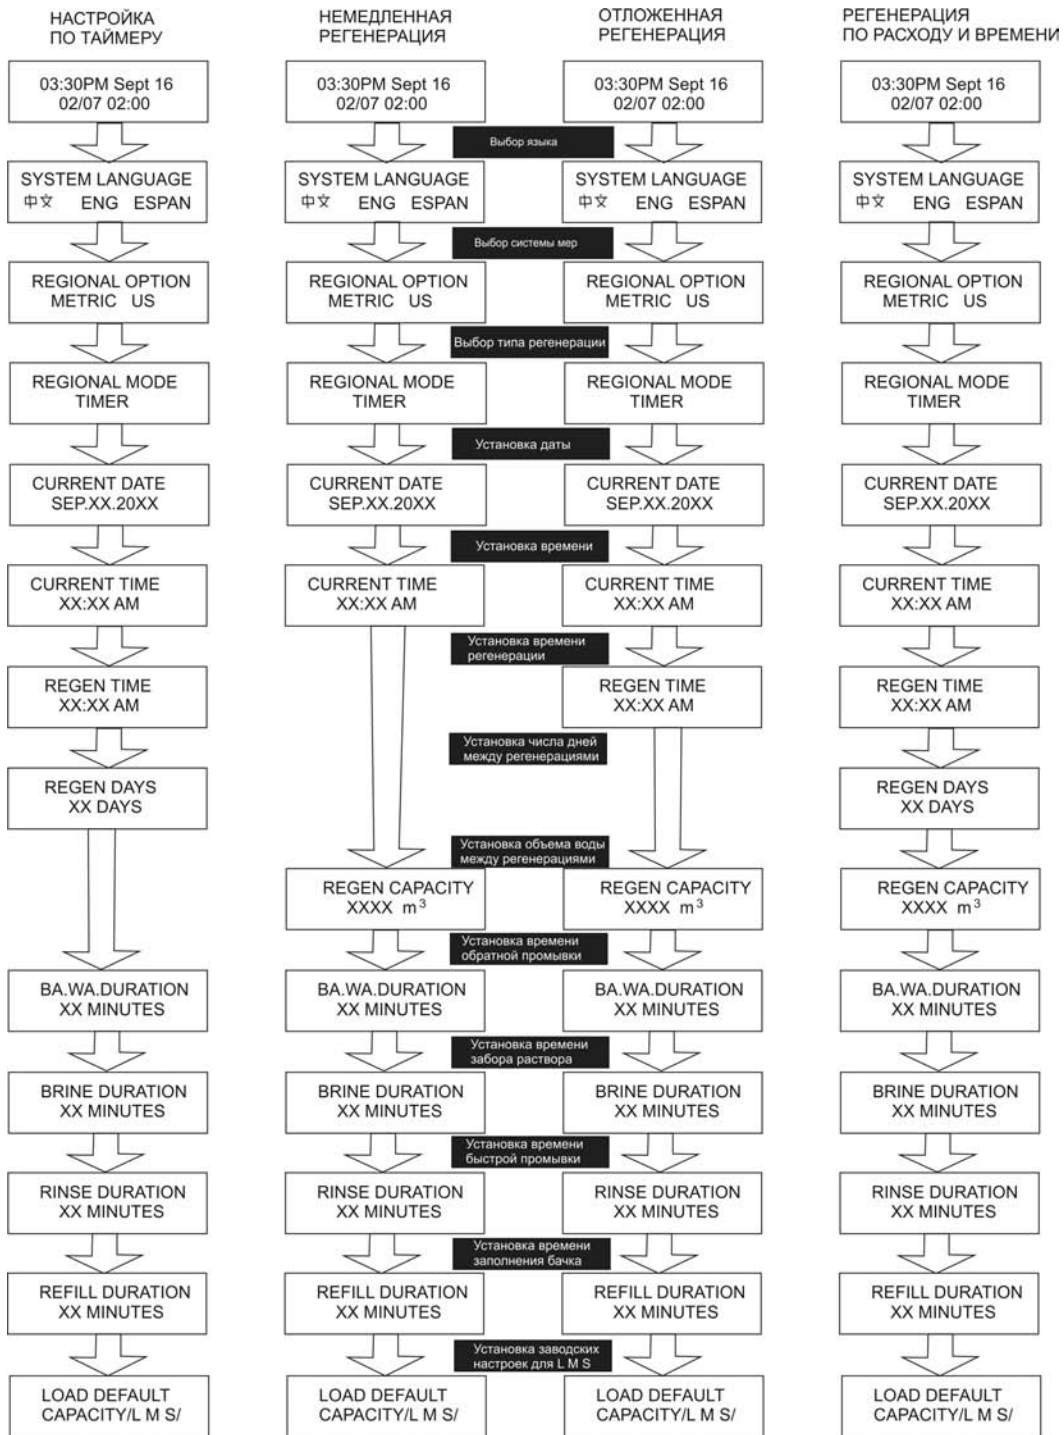 НАСТРОЙКА
ПО ТАЙМЕРУ
НЕМЕДЛЕННАЯ
РЕГЕНЕРАЦИЯ
ОТЛОЖЕННАЯ
РЕГЕНЕРАЦИЯ
РЕГЕНЕРАЦИЯ
ПО РАСХОДУ И ВРЕМЕНИ
03:30PM Sept 16
02/07 02:00
03:30PM Sept 16
02/07 02:00
03:30PM Sept 16
02/07 02:00
03:30PM Sept 16
02/07 02:00
Выбор языка
SYSTEM LANGUAGE
中文 ENG ESPAN
SYSTEM LANGUAGE
中文 ENG ESPAN
SYSTEM LANGUAGE
中文 ENG ESPAN
SYSTEM LANGUAGE
中文 ENG ESPAN
Выбор системы мер
REGIONAL OPTION
METRIC US
REGIONAL OPTION
METRIC US
REGIONAL OPTION
METRIC US
REGIONAL OPTION
METRIC US
Выбор типа регенерации
REGIONAL MODE
TIMER
REGIONAL MODE
TIMER
REGIONAL MODE
TIMER
REGIONAL MODE
TIMER
Установка даты
CURRENT DATE
SEP.XX.20XX
CURRENT DATE
SEP.XX.20XX
CURRENT DATE
SEP.XX.20XX
CURRENT DATE
SEP.XX.20XX
Установка времени
CURRENT TIME
XX:XX AM
CURRENT TIME
XX:XX AM
CURRENT TIME
XX:XX AM
CURRENT TIME
XX:XX AM
Установка времени
регенерации
REGEN TIME
XX:XX AM
REGEN TIME
XX:XX AM
REGEN TIME
XX:XX AM
Установка числа дней
между регенерациями
REGEN DAYS
XX DAYS
REGEN DAYS
XX DAYS
Установка объема воды
между регенерациями
REGEN CAPACITY
XXXX m³
REGEN CAPACITY
XXXX m³
REGEN CAPACITY
XXXX m³
Установка времени
обратной промывки
BA.WA.DURATION
XX MINUTES
BA.WA.DURATION
XX MINUTES
BA.WA.DURATION
XX MINUTES
BA.WA.DURATION
XX MINUTES
Установка времени
забора раствора
BRINE DURATION
XX MINUTES
BRINE DURATION
XX MINUTES
BRINE DURATION
XX MINUTES
BRINE DURATION
XX MINUTES
Установка времени
быстрой промывки
RINSE DURATION
XX MINUTES
RINSE DURATION
XX MINUTES
RINSE DURATION
XX MINUTES
RINSE DURATION
XX MINUTES
Установка времени
заполнения бачка
REFILL DURATION
XX MINUTES
REFILL DURATION
XX MINUTES
REFILL DURATION
XX MINUTES
REFILL DURATION
XX MINUTES
Установка заводских
настроек для L M S
LOAD DEFAULT
CAPACITY/L M S/
LOAD DEFAULT
CAPACITY/L M S/
LOAD DEFAULT
CAPACITY/L M S/
LOAD DEFAULT
CAPACITY/L M S/